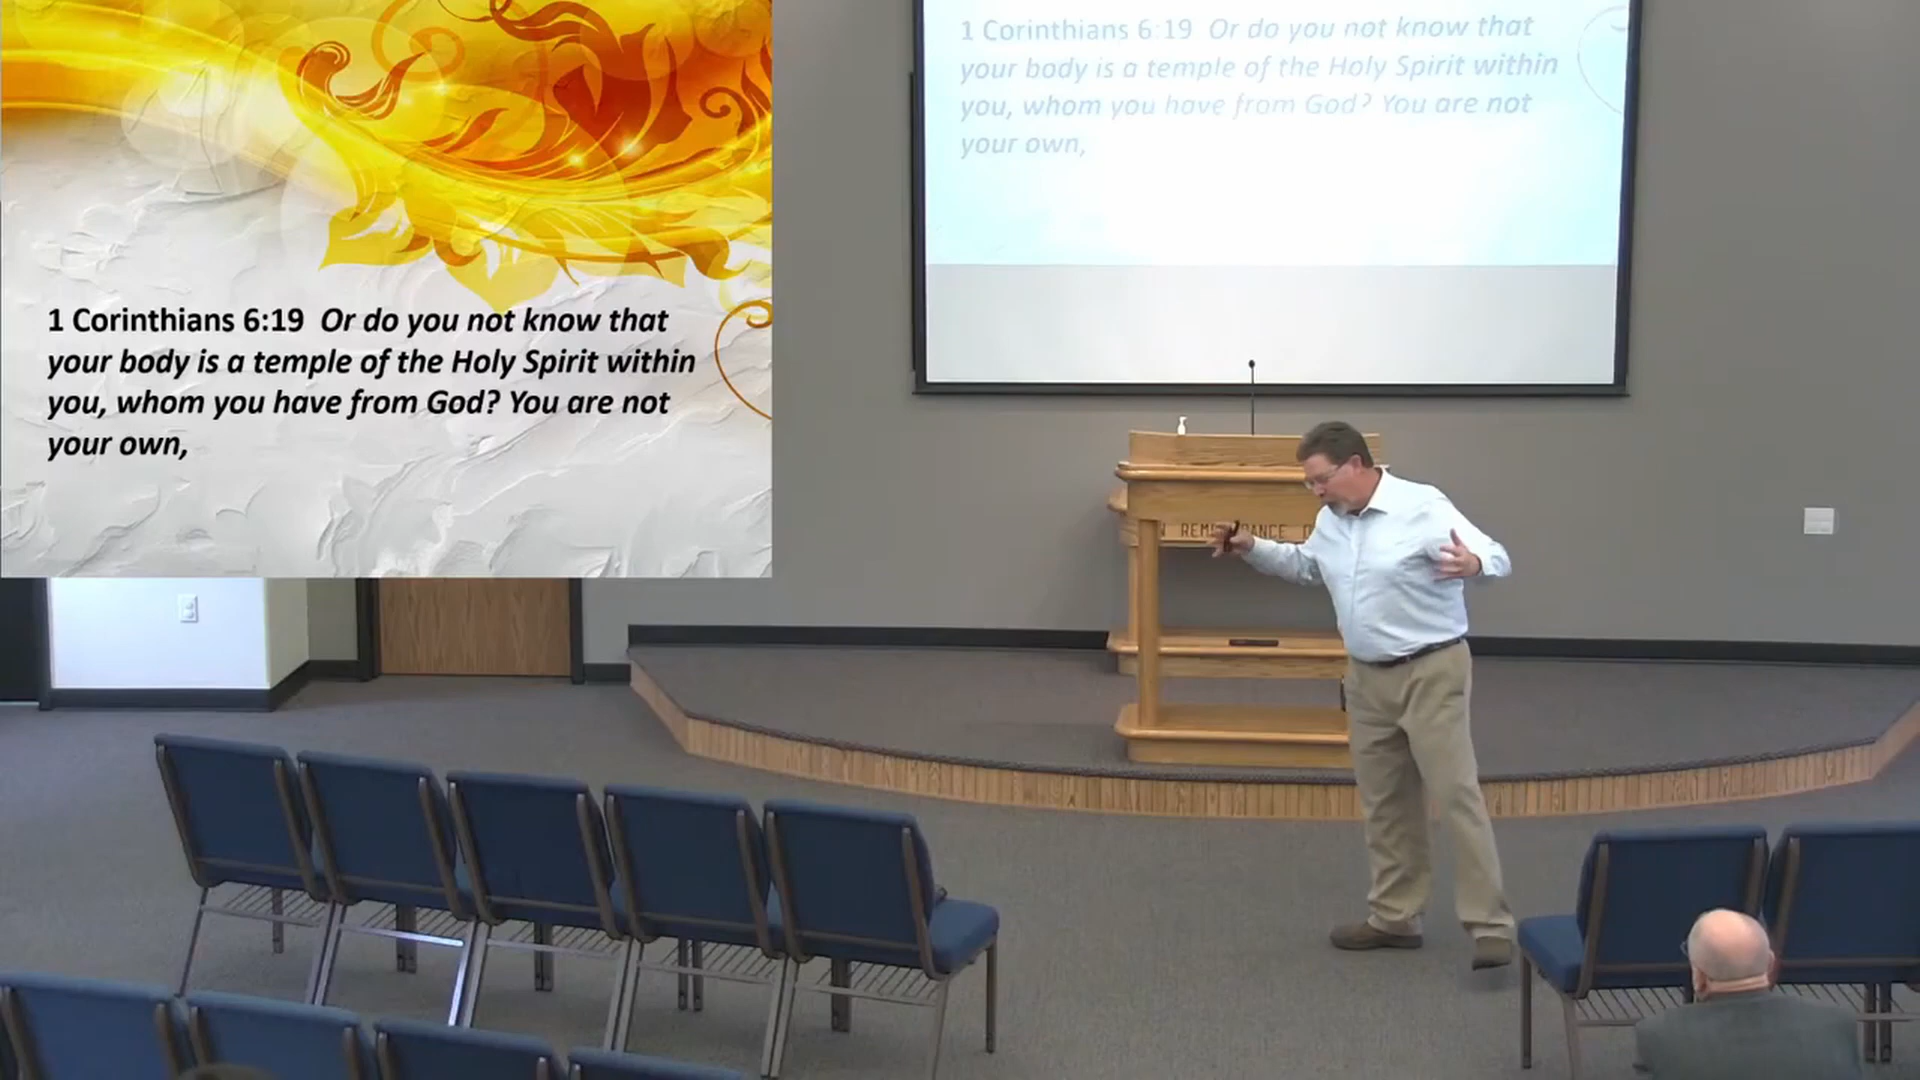 1 Corinthians 6:19 Or do you not know that
your body is a temple of the Holy Spirit within
you, whom you have from God? You are not
your own,
1 Corinthians 6:19 Or do you not know that
your body is a temple of the Holy Spirit within
you, whom you have from God? You are not
your own,
REMEMBRANCE